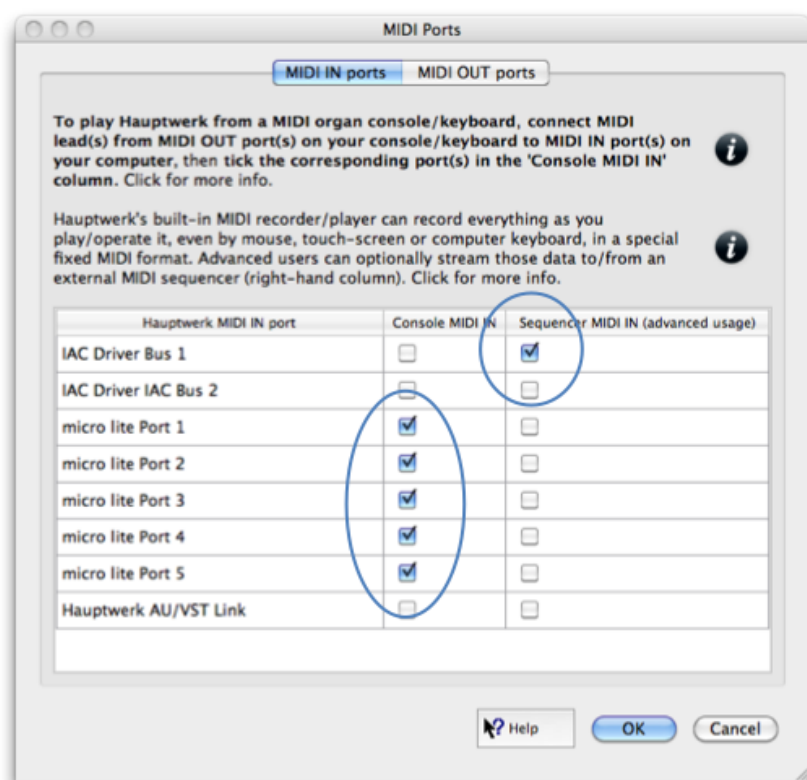 MIDI Ports
MIDI IN ports MIDI OUT ports
To play Hauptwerk from a MIDI organ console/keyboard, connect MIDI
lead(s) from MIDI OUT port(s) on your console/keyboard to MIDI IN port(s) on
your computer, then tick the corresponding port(s) in the 'Console MIDI IN'
column. Click for more info.
Hauptwerk's built-in MIDI recorder/player can record everything as you
play/operate it, even by mouse, touch-screen or computer keyboard, in a special
fixed MIDI format. Advanced users can optionally stream those data to/from an
external MIDI sequencer (right-hand column). Click for more info.
Hauptwerk MIDI IN port Console MIDI IN Sequencer MIDI IN (advanced usage)
IAC Driver Bus 1
IAC Driver IAC Bus 2
micro lite Port 1
micro lite Port 2
micro lite Port 3
micro lite Port 4
micro lite Port 5
Hauptwerk AU/VST Link
Help OK Cancel